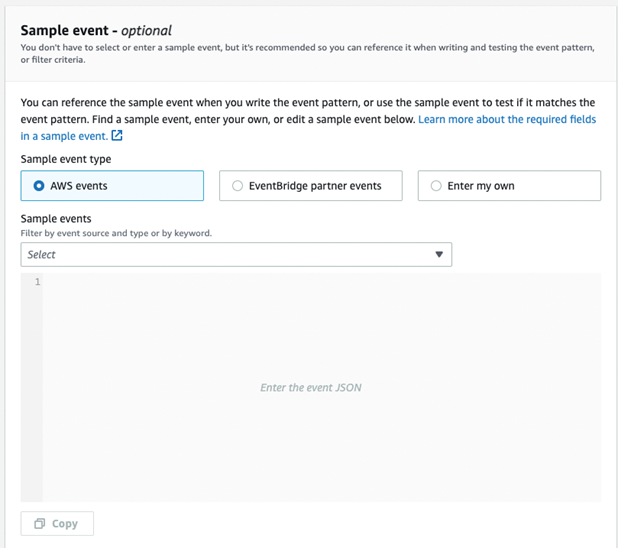 Sample event - optional
You don't have to select or enter a sample event, but it's recommended so you can reference it when writing and testing the event pattern,
or filter criteria.
You can reference the sample event when you write the event pattern, or use the sample event to test if it matches the
event pattern. Find a sample event, enter your own, or edit a sample event below. Learn more about the required fields
in a sample event.
Sample event type
AWS events
EventBridge partner events
Enter my own
Sample events
Filter by event source and type or by keyword.
Select
1
Enter the event JSON
Copy